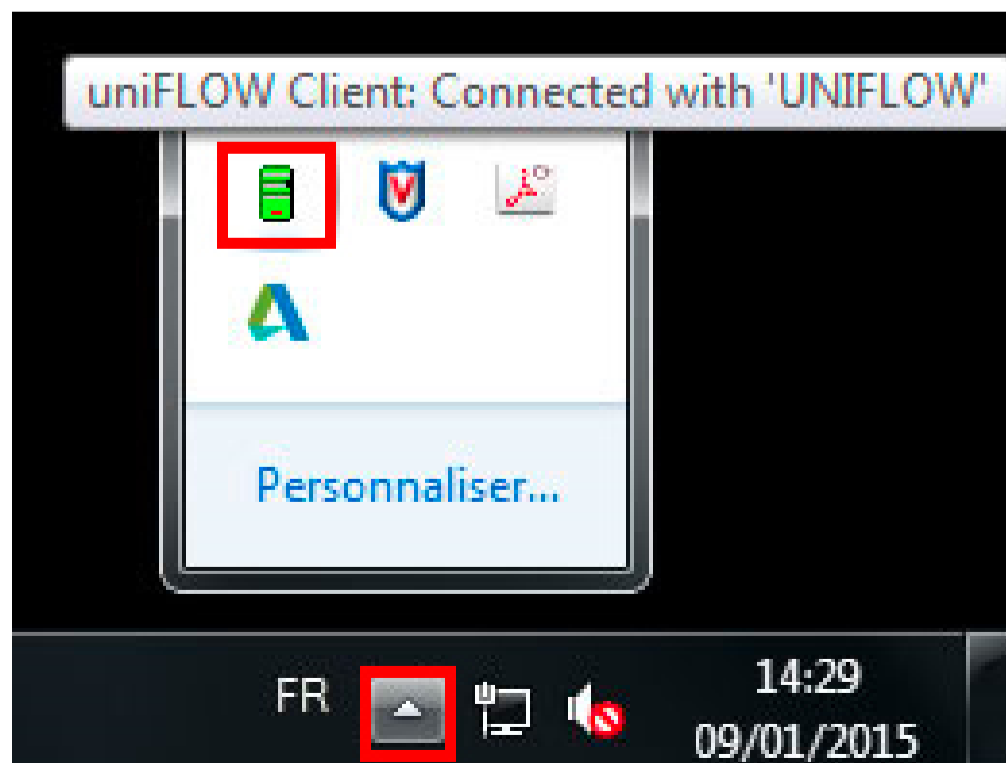 uniFLOW Client: Connected with 'UNIFLOW'
Personnaliser...
FR
14:29
09/01/2015